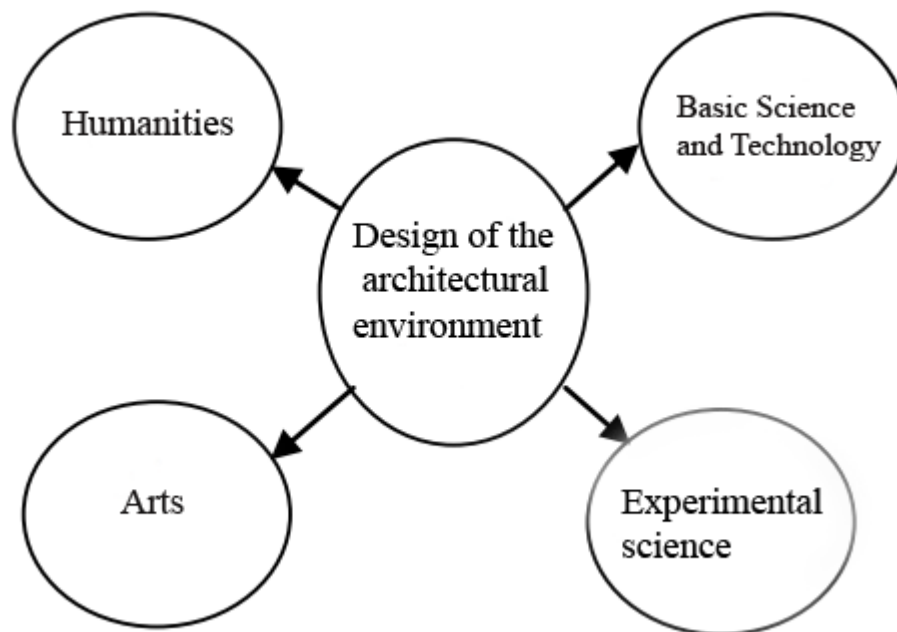 Humanities
Basic Science
and Technology
Design of the
architectural
environment
Arts
Experimental
science